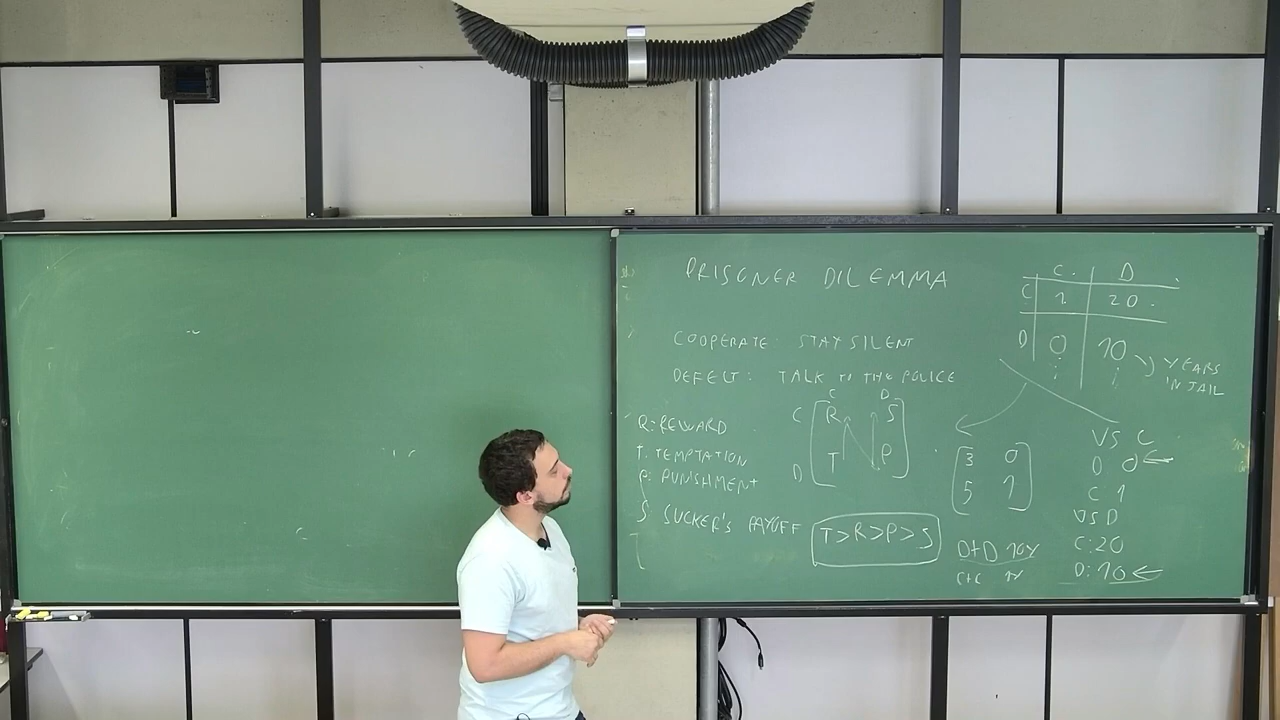 PRISONER DILEMMA
COOPERATE: STAY SILENT
DEFECT: TALK TO THE POLICE
C D
C R S
D T P
R: REWARD
T: TEMPTATION
P: PUNISHMENT
S: SUCKER'S PAYOFF
T>R>P>S
C. D
C 1 20.
D 0 10
YEARS
IN JAIL
3 0
5 1
D+D 10Y
C+C 1Y
VS C
D 0 ←
C 1
VS D
C: 20
D: 10 ←